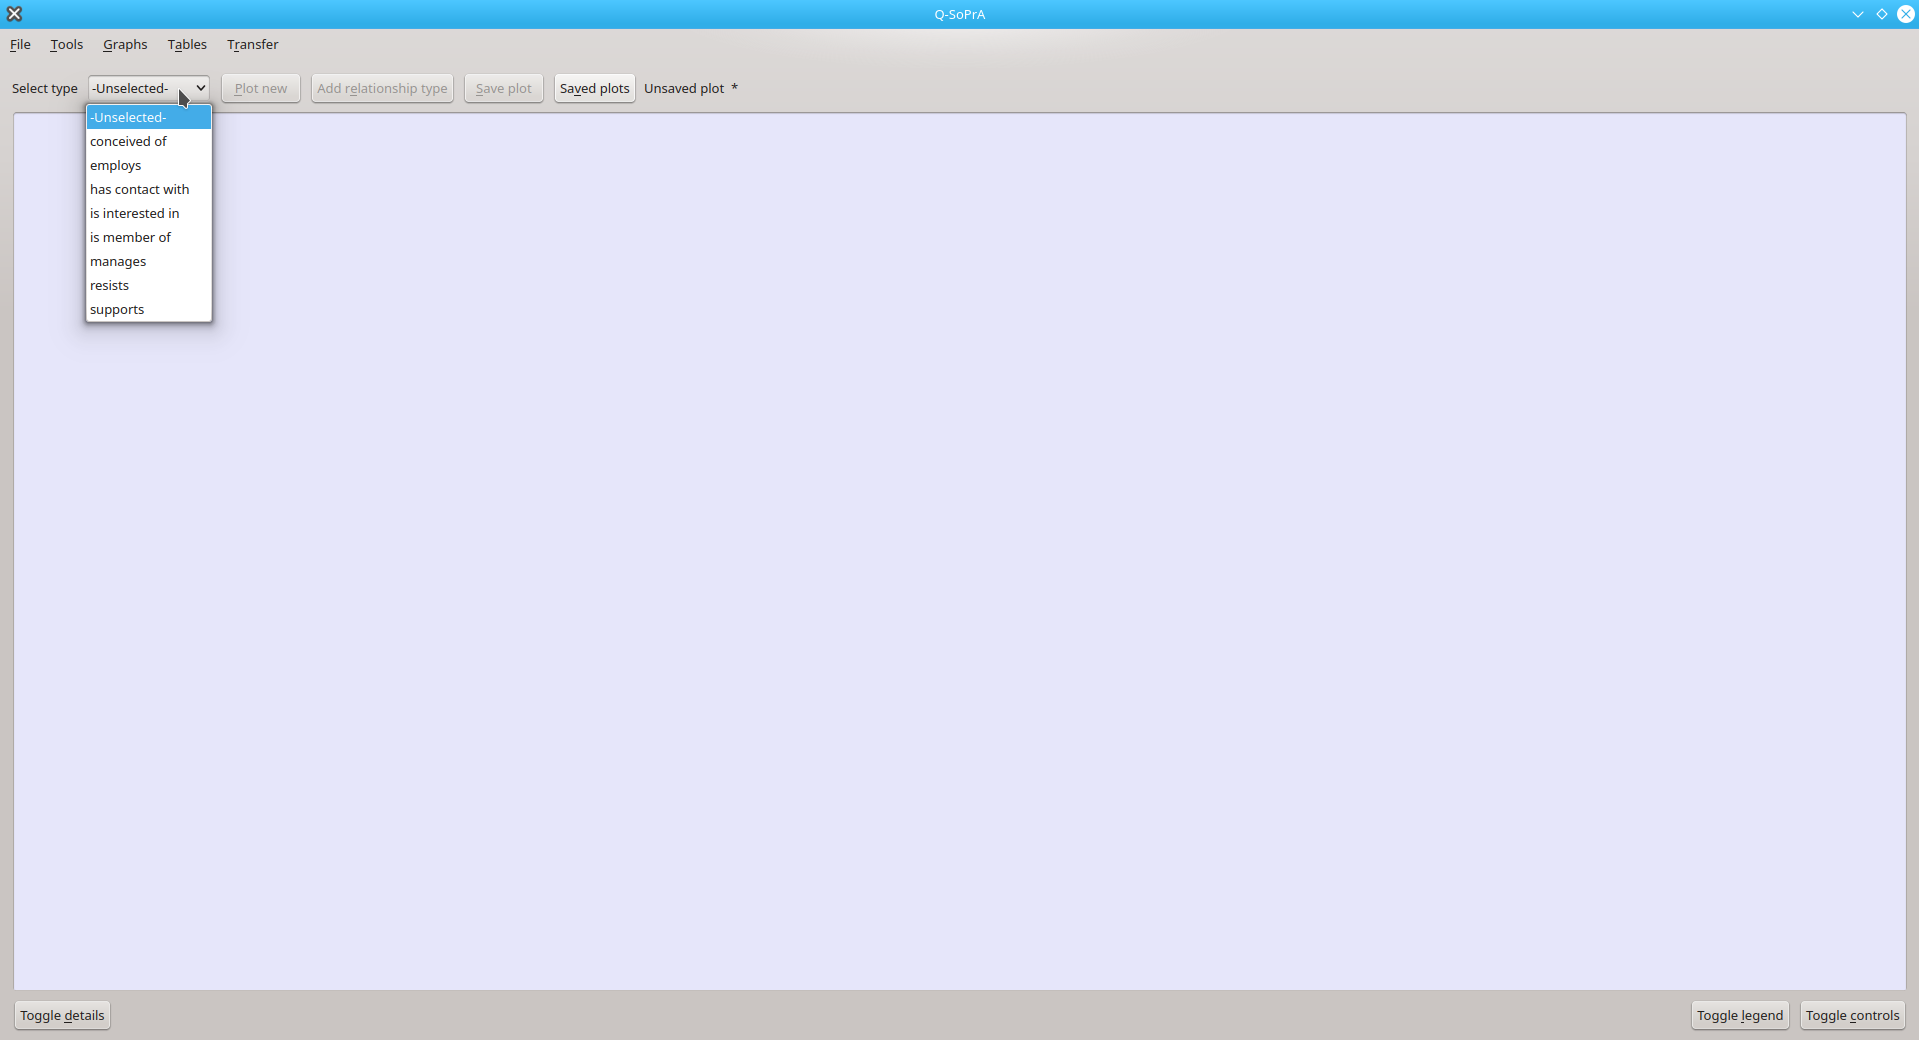 Q-SoPrA
File Tools Graphs Tables Transfer
Select type -Unselected- Plot new Add relationship type Save plot Saved plots Unsaved plot *
-Unselected-
conceived of
employs
has contact with
is interested in
is member of
manages
resists
supports
Toggle details Toggle legend Toggle controls